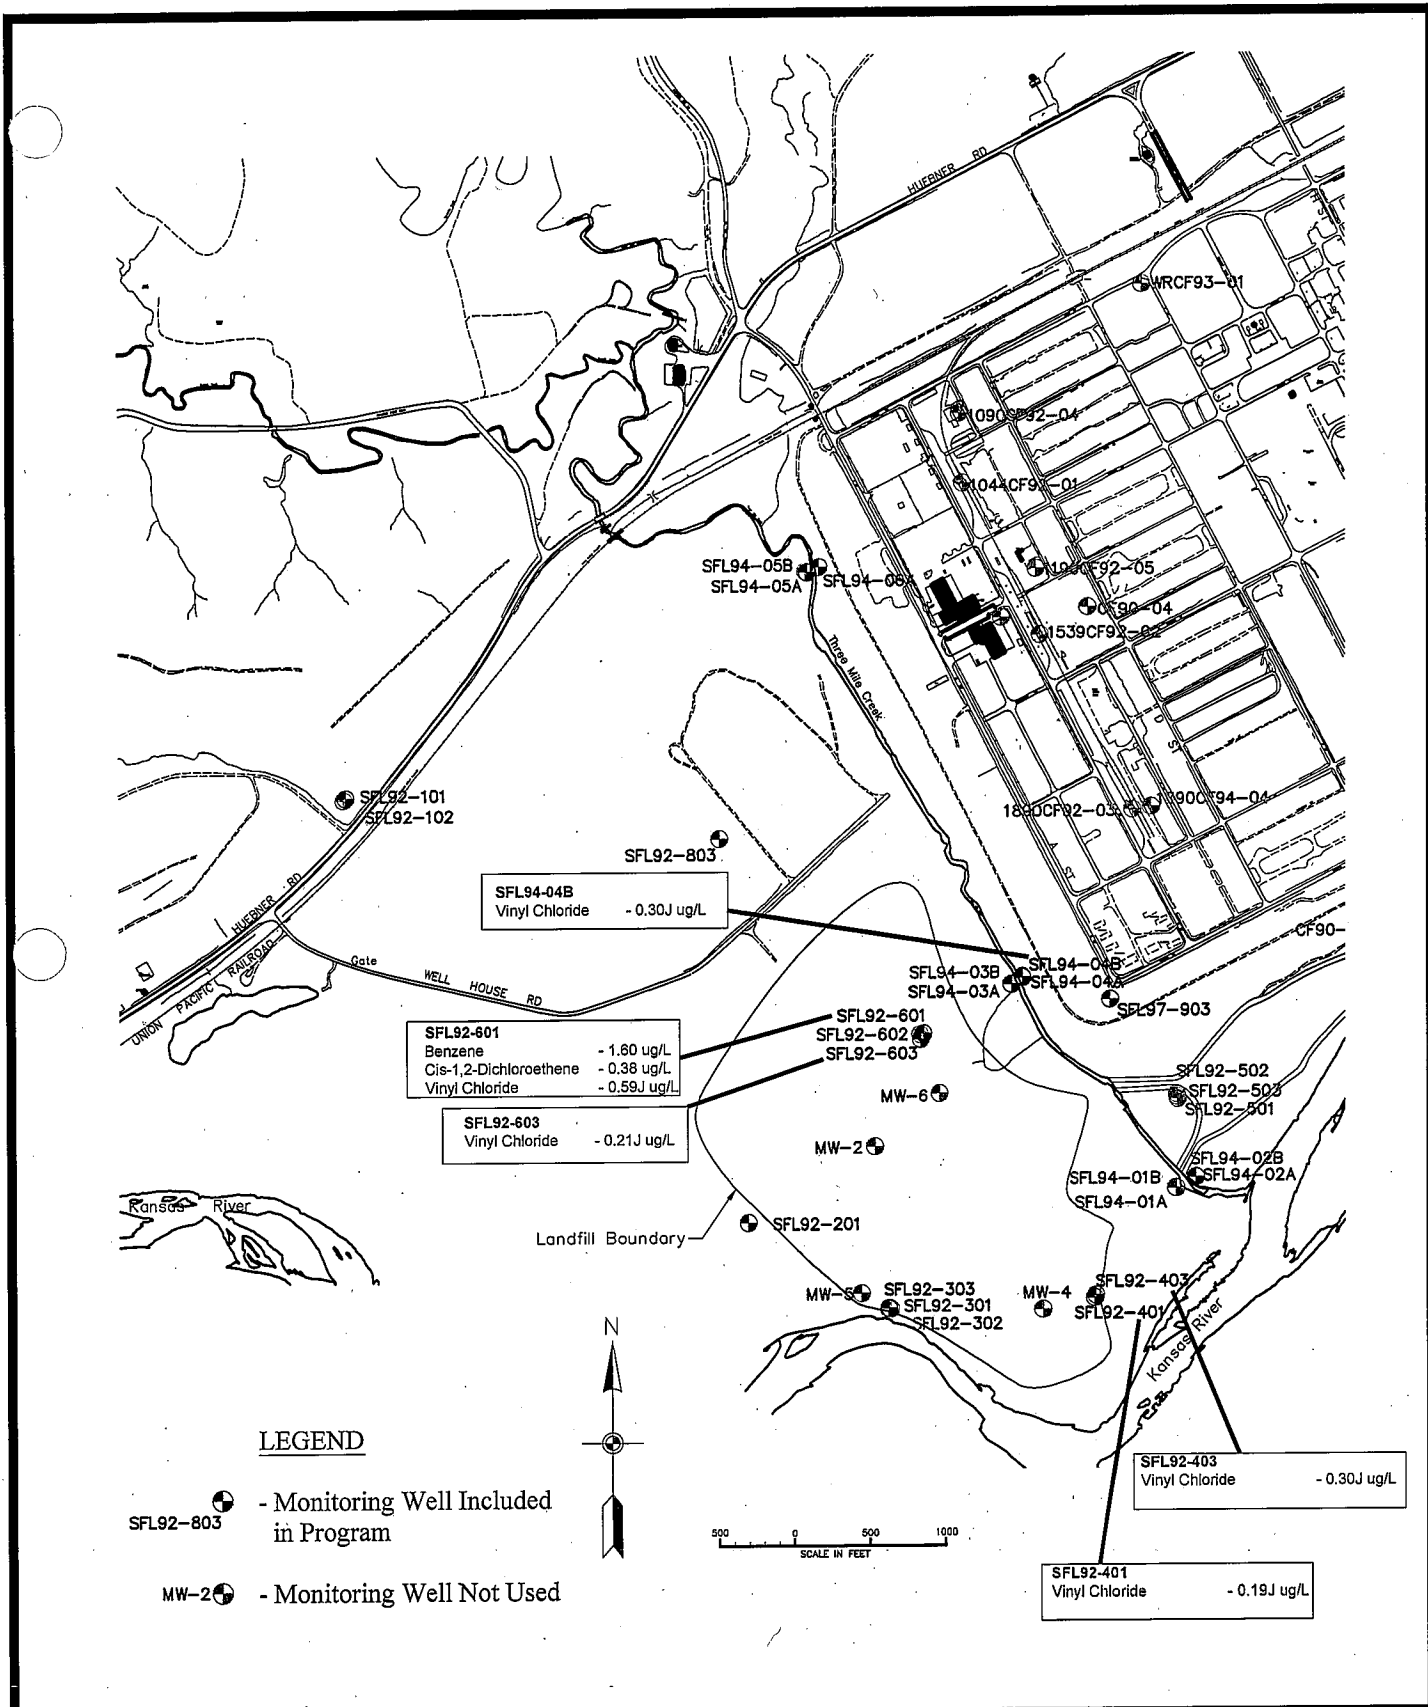 HUEBNER RD
WRCF93-01
1090CF92-04
1044CF92-01
SFL94-05B
SFL94-05A
1539CF92-02
Three Mile Creek
SFL92-101
SFL92-102
1890CF92-03
ST
ST
SFL92-803
SFL94-04B
Vinyl Chloride - 0.30J ug/L
HUEBNER RD
UNION PACIFIC RAILROAD
Gate
WELL HOUSE RD
CF90-
SFL94-03B
SFL94-03A
SFL94-04B
SFL94-04A
SFL97-903
SFL92-601
SFL92-602
SFL92-603
SFL92-601
Benzene - 1.60 ug/L
Cis-1,2-Dichloroethene - 0.38 ug/L
Vinyl Chloride - 0.59J ug/L
SFL92-603
Vinyl Chloride - 0.21J ug/L
MW-6
MW-2
SFL92-502
SFL92-503
SFL92-501
SFL94-02B
SFL94-02A
SFL94-01B
SFL94-01A
Kansas River
Landfill Boundary
SFL92-201
MW-5
SFL92-303
SFL92-301
SFL92-302
MW-4
SFL92-403
SFL92-401
Kansas River
N
LEGEND
SFL92-803
- Monitoring Well Included
in Program
MW-2
- Monitoring Well Not Used
500 0 500 1000
SCALE IN FEET
SFL92-403
Vinyl Chloride - 0.30J ug/L
SFL92-401
Vinyl Chloride - 0.19J ug/L